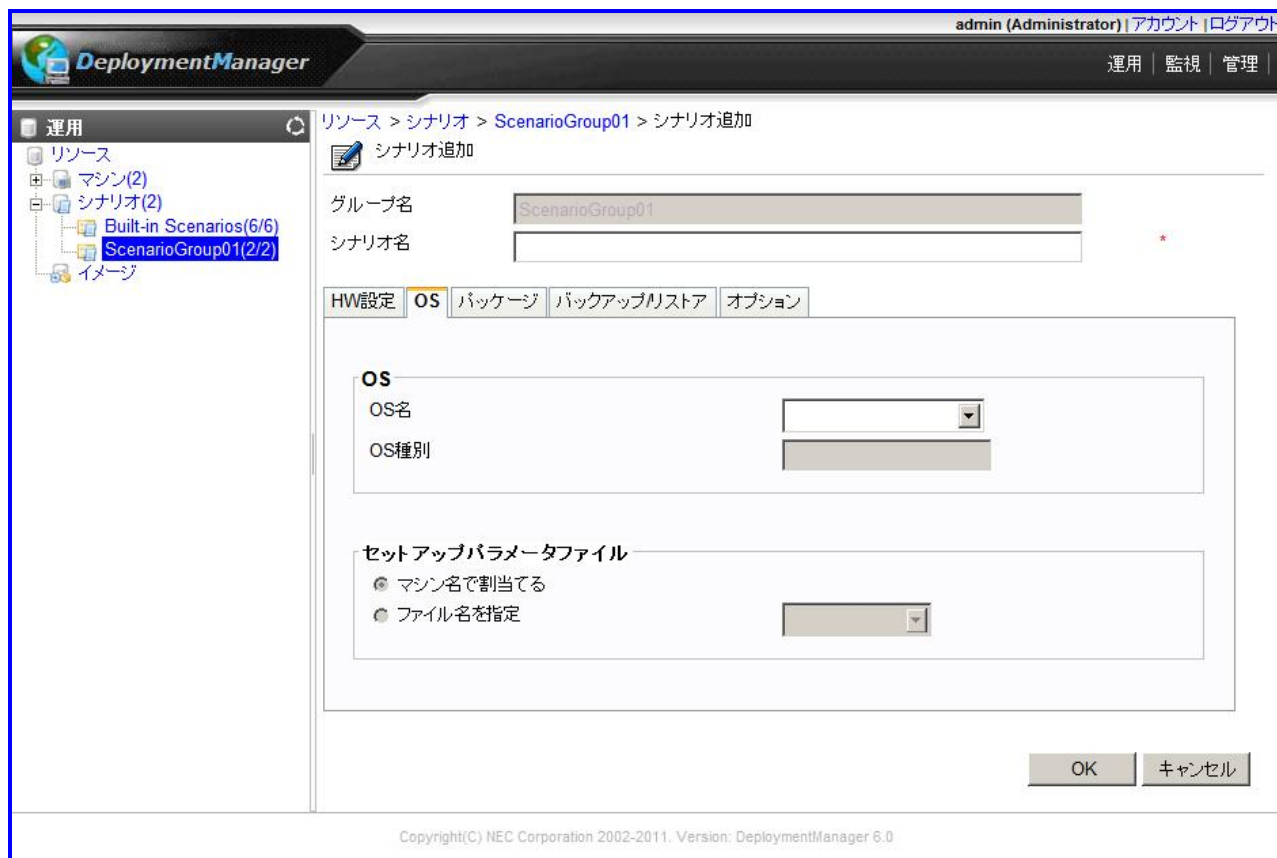 admin (Administrator) | アカウント | ログアウト
DeploymentManager
運用 | 監視 | 管理 |
運用
リソース
マシン(2)
シナリオ(2)
Built-in Scenarios(6/6)
ScenarioGroup01(2/2)
イメージ
リソース > シナリオ > ScenarioGroup01 > シナリオ追加
シナリオ追加
グループ名 ScenarioGroup01
シナリオ名 *
HW設定 OS パッケージ バックアップ/リストア オプション
OS
OS名
OS種別
セットアップパラメータファイル
マシン名で割当てる
ファイル名を指定
OK キャンセル
Copyright(C) NEC Corporation 2002-2011. Version: DeploymentManager 6.0